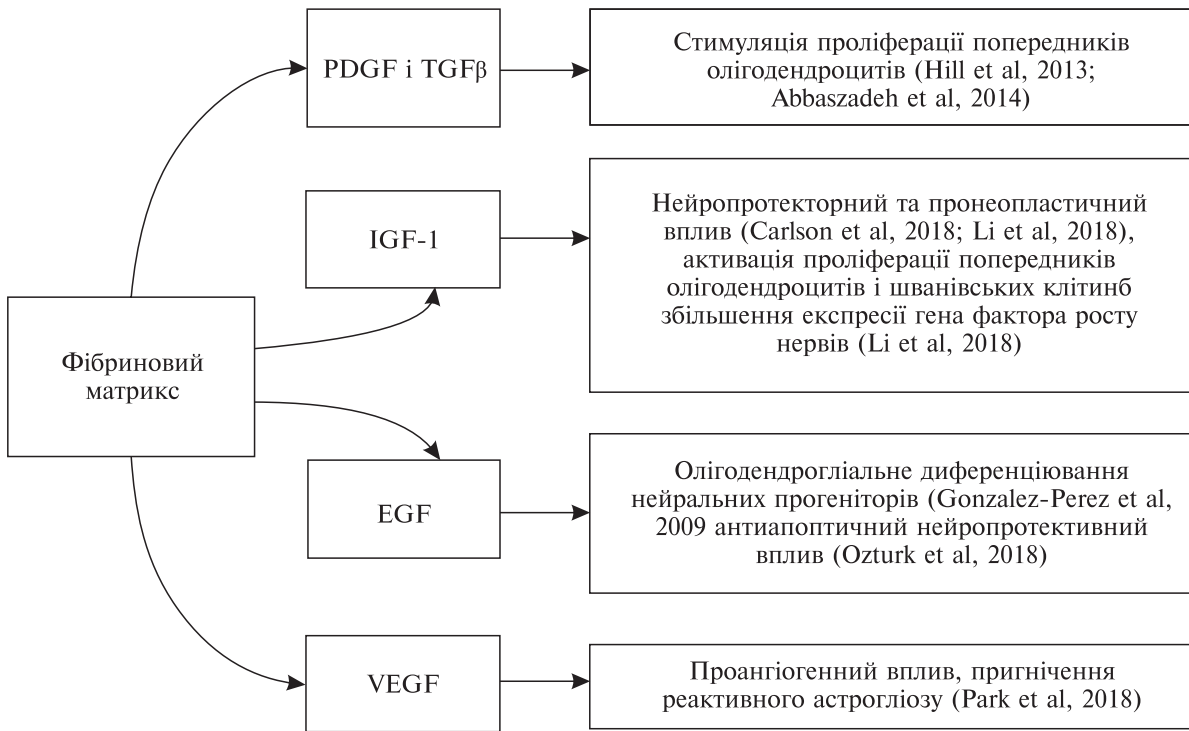 PDGF і TGFβ
Стимуляція проліферації попередників
олігодендроцитів (Hill et al, 2013;
Abbaszadeh et al, 2014)
IGF-1
Нейропротекторний та пронеопластичний
вплив (Carlson et al, 2018; Li et al, 2018),
активація проліферації попередників
олігодендроцитів і шванівських клітинб
збільшення експресії гена фактора росту
нервів (Li et al, 2018)
Фібриновий
матрикс
EGF
Олігодендрогліальне диференціювання
нейральних прогеніторів (Gonzalez-Perez et al,
2009 антиапоптичний нейропротективний
вплив (Ozturk et al, 2018)
VEGF
Проангіогенний вплив, пригнічення
реактивного астрогліозу (Park et al, 2018)